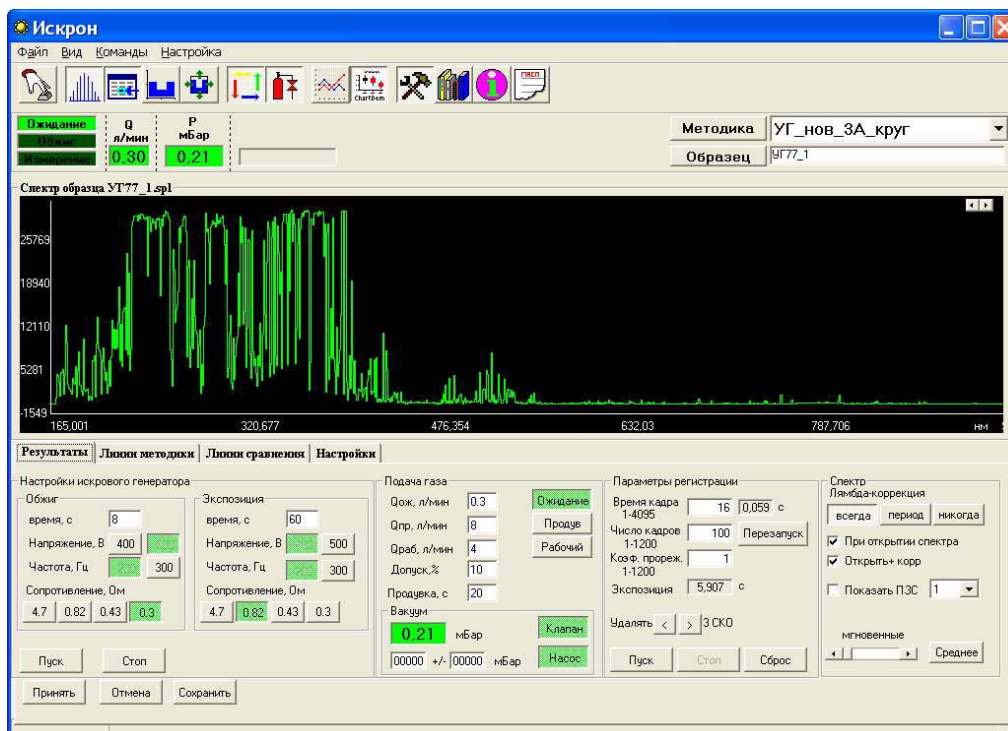 Искрон
Файл Вид Команды Настройка
ChartDem
Ожидание
Обжиг
Измерение
Q
л/мин
0,30
P
мБар
0,21
Методика УГ_нов_3А_круг
Образец УГ77_1
Спектр образца УГ77_1.spl
25769
18940
12110
5281
-1549
165,001 320,677 476,354 632,03 787,706 нм
Результаты Линии методики Линии сравнения Настройки
Настройки искрового генератора
Обжиг
время, с 8
Напряжение, В 400
Частота, Гц 300
Сопротивление, Ом
4.7 0.82 0.43 0.3
Экспозиция
время, с 60
Напряжение, В 500
Частота, Гц 300
Сопротивление, Ом
4.7 0.82 0.43 0.3
Пуск Стоп
Подача газа
Qож, л/мин 0.3 Ожидание
Qпр, л/мин 8 Продув
Qраб, л/мин 4 Рабочий
Допуск,% 10
Продувка, с 20
Вакуум
0,21 мБар Клапан
00000 +/- 00000 мБар Насос
Параметры регистрации
Время кадра 16 0,059 с
1-4095
Число кадров 100 Перезапуск
1-1200
Коэф. прореж. 1
1-1200
Экспозиция 5,907 с
Удалять < > 3 СКО
Пуск Стоп Сброс
Спектр
Лямбда-коррекция
всегда период никогда
При открытии спектра
Открыть+ корр
Показать ПЗС 1
мгновенные
Среднее
Принять Отмена Сохранить